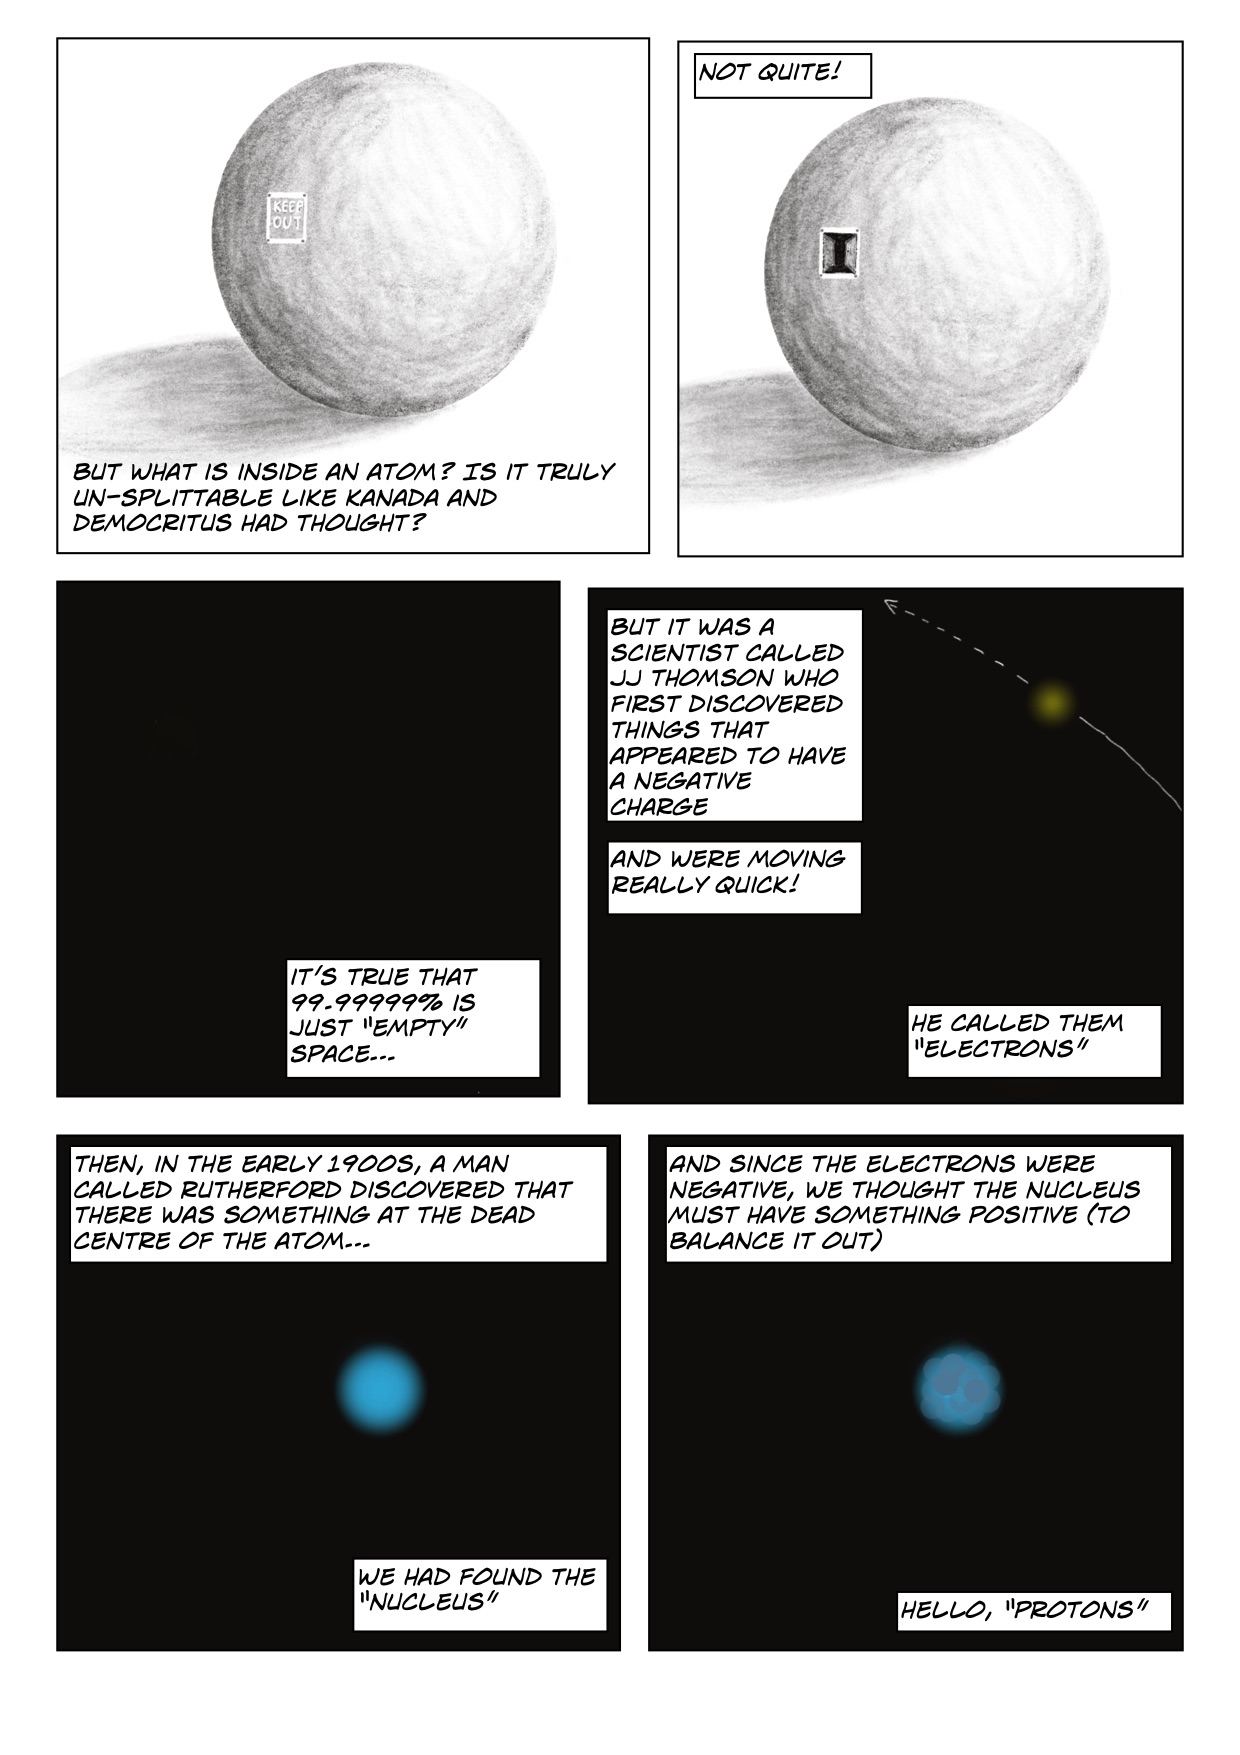 KEEP
OUT
BUT WHAT IS INSIDE AN ATOM? IS IT TRULY
UN-SPLITTABLE LIKE KANADA AND
DEMOCRITUS HAD THOUGHT?
NOT QUITE!
IT'S TRUE THAT
99.99999% IS
JUST "EMPTY"
SPACE...
BUT IT WAS A
SCIENTIST CALLED
JJ THOMSON WHO
FIRST DISCOVERED
THINGS THAT
APPEARED TO HAVE
A NEGATIVE
CHARGE
AND WERE MOVING
REALLY QUICK!
HE CALLED THEM
"ELECTRONS"
THEN, IN THE EARLY 1900S, A MAN
CALLED RUTHERFORD DISCOVERED THAT
THERE WAS SOMETHING AT THE DEAD
CENTRE OF THE ATOM...
WE HAD FOUND THE
"NUCLEUS"
AND SINCE THE ELECTRONS WERE
NEGATIVE, WE THOUGHT THE NUCLEUS
MUST HAVE SOMETHING POSITIVE (TO
BALANCE IT OUT)
HELLO, "PROTONS"